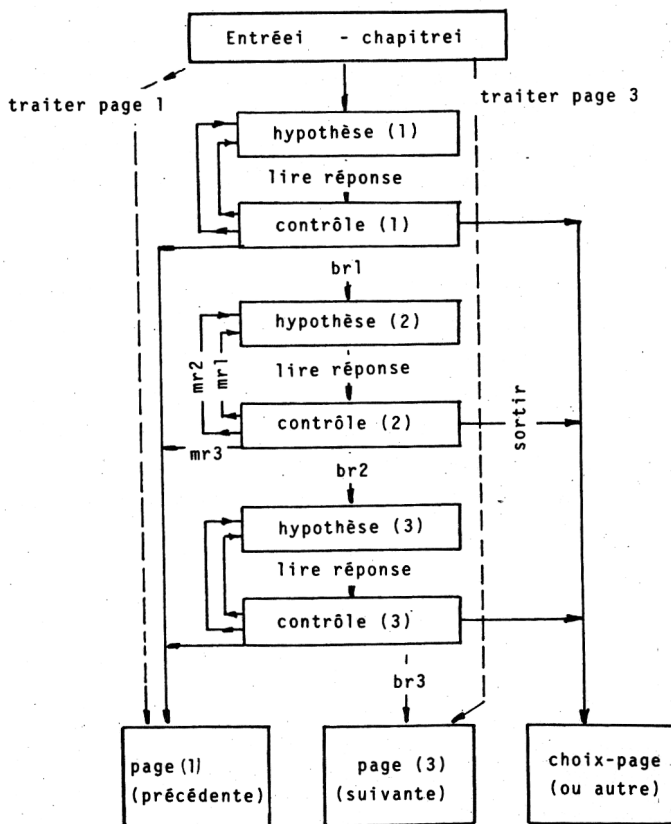 Entréei - chapitrei
traiter page 1
traiter page 3
hypothèse (1)
lire réponse
contrôle (1)
br1
hypothèse (2)
mr2
mr1
lire réponse
contrôle (2)
sortir
mr3
br2
hypothèse (3)
lire réponse
contrôle (3)
br3
page (1)
(précédente)
page (3)
(suivante)
choix-page
(ou autre)